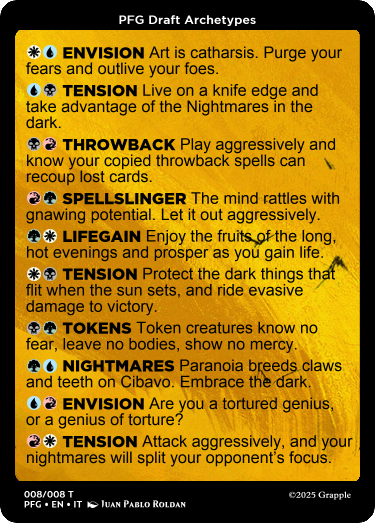 PFG Draft Archetypes
ENVISION Art is catharsis. Purge your
fears and outlive your foes.
TENSION Live on a knife edge and
take advantage of the Nightmares in the
dark.
THROWBACK Play aggressively and
know your copied throwback spells can
recoup lost cards.
SPELLSLINGER The mind rattles with
gnawing potential. Let it out aggressively.
LIFEGAIN Enjoy the fruits of the long,
hot evenings and prosper as you gain life.
TENSION Protect the dark things that
flit when the sun sets, and ride evasive
damage to victory.
TOKENS Token creatures know no
fear, leave no bodies, show no mercy.
NIGHTMARES Paranoia breeds claws
and teeth on Cibavo. Embrace the dark.
ENVISION Are you a tortured genius,
or a genius of torture?
TENSION Attack aggressively, and your
nightmares will split your opponent's focus.
008/008 T
PFG • EN • IT Juan Pablo Roldan
©2025 Grapple